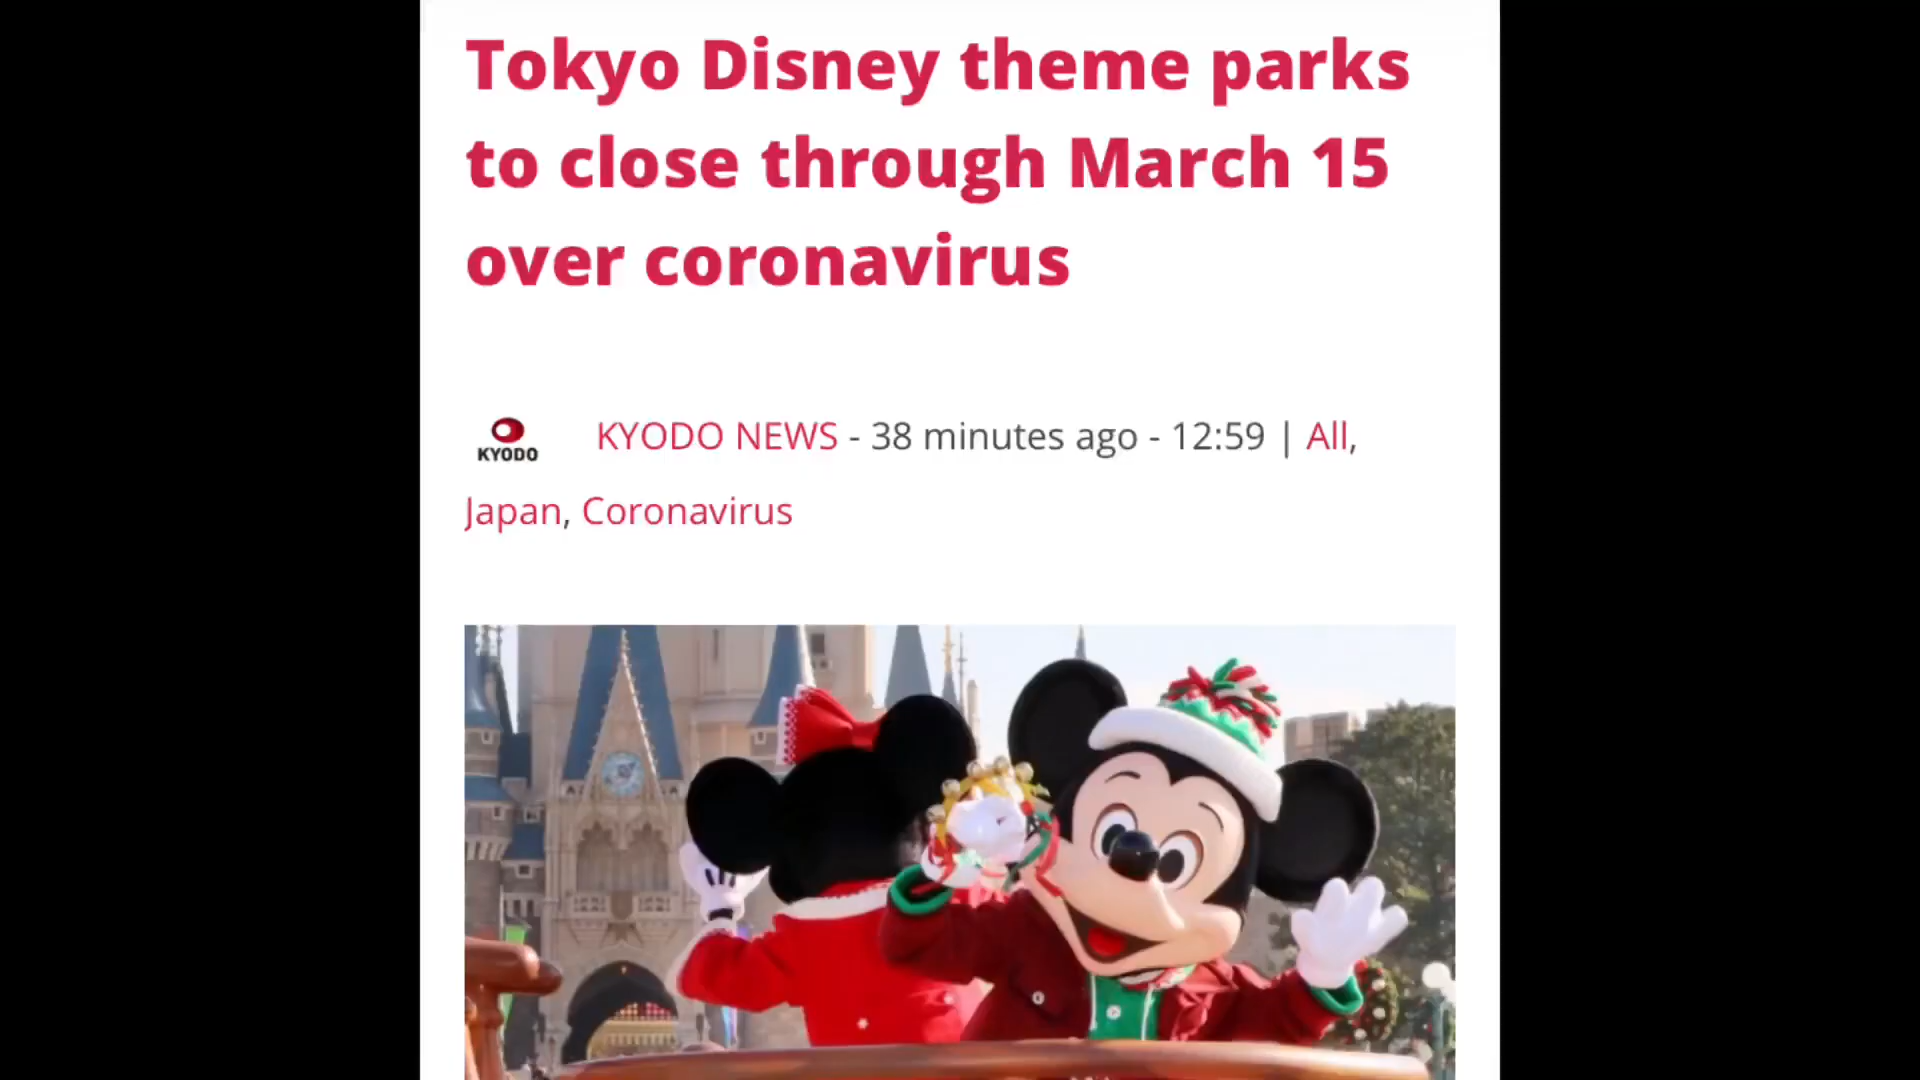 Tokyo Disney theme parks
to close through March 15
over coronavirus
KYODO
KYODO NEWS - 38 minutes ago - 12:59 | All,
Japan, Coronavirus